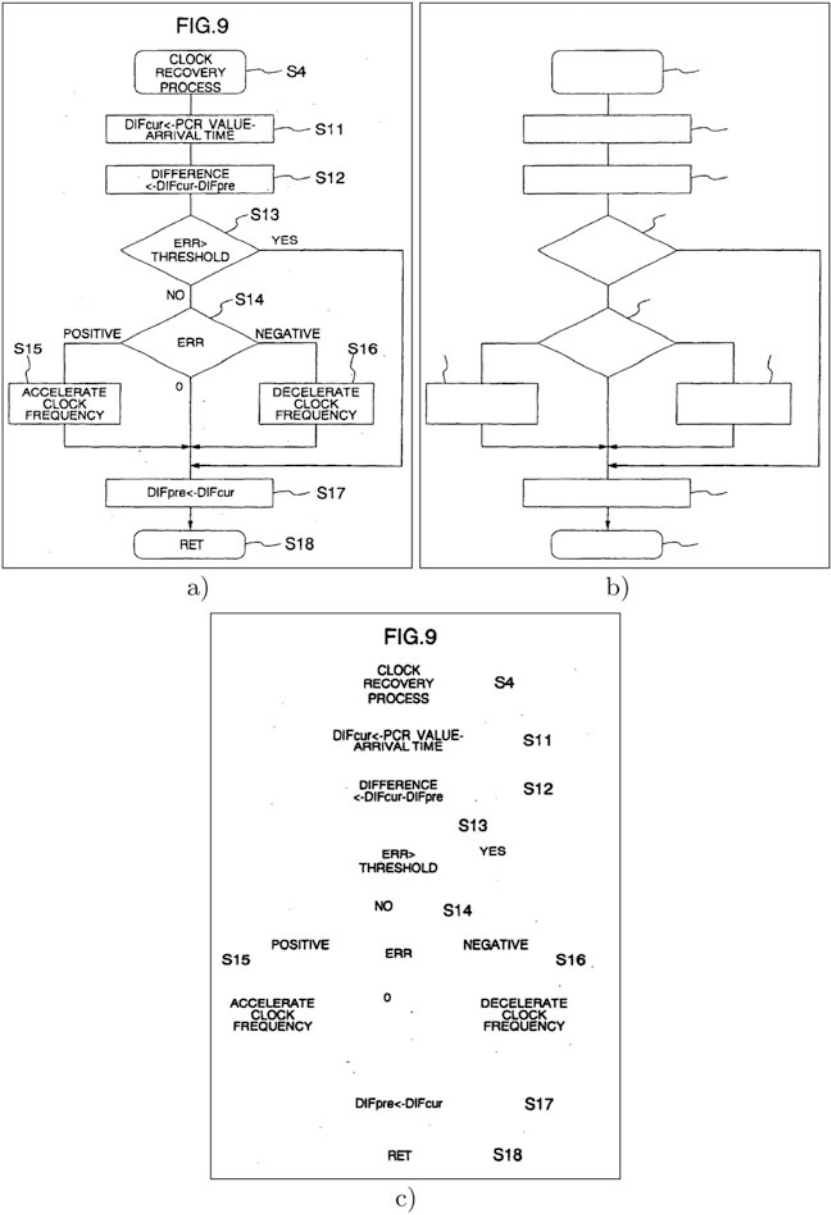 FIG.9
CLOCK
RECOVERY
PROCESS
S4
DIFcur<-PCR VALUE-
ARRIVAL TIME
S11
DIFFERENCE
<-DIFcur-DIFpre
S12
S13
ERR>
THRESHOLD
YES
NO
S14
POSITIVE
ERR
NEGATIVE
S15
S16
ACCELERATE
CLOCK
FREQUENCY
0
DECELERATE
CLOCK
FREQUENCY
DIFpre<-DIFcur
S17
RET
S18
a)
b)
FIG.9
CLOCK
RECOVERY
PROCESS
S4
DIFcur<-PCR VALUE-
ARRIVAL TIME
S11
DIFFERENCE
<-DIFcur-DIFpre
S12
S13
ERR>
THRESHOLD
YES
NO
S14
POSITIVE
ERR
NEGATIVE
S15
S16
ACCELERATE
CLOCK
FREQUENCY
0
DECELERATE
CLOCK
FREQUENCY
DIFpre<-DIFcur
S17
RET
S18
c)